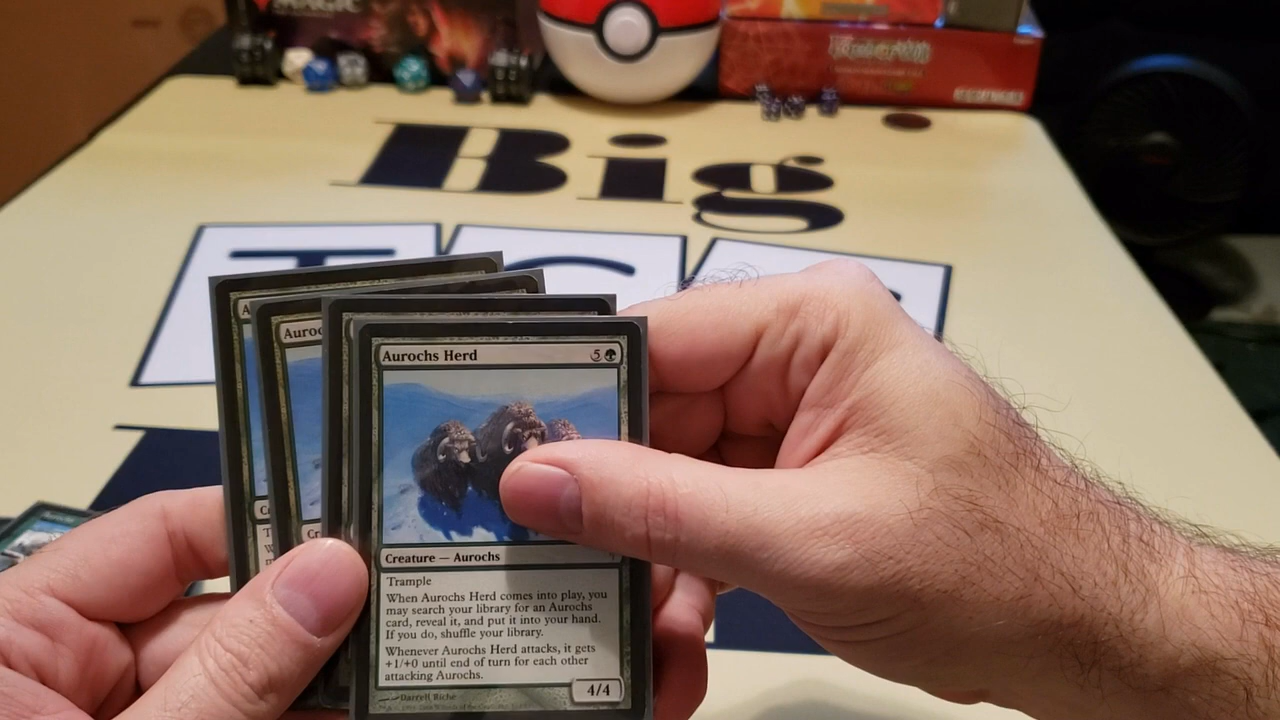 MAGIC
Big
T C
Auroc
Aurochs Herd 5
Creature — Aurochs
Trample
When Aurochs Herd comes into play, you
may search your library for an Aurochs
card, reveal it, and put it into your hand.
If you do, shuffle your library.
Whenever Aurochs Herd attacks, it gets
+1/+0 until end of turn for each other
attacking Aurochs.
4/4
Darrell Riche